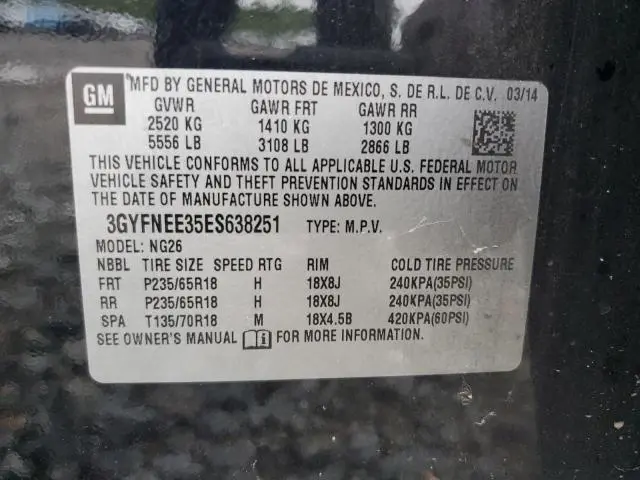 GM
MFD BY GENERAL MOTORS DE MEXICO, S. DE R.L. DE C.V. 03/14
GVWR GAWR FRT GAWR RR
2520 KG 1410 KG 1300 KG
5556 LB 3108 LB 2866 LB
THIS VEHICLE CONFORMS TO ALL APPLICABLE U.S. FEDERAL MOTOR
VEHICLE SAFETY AND THEFT PREVENTION STANDARDS IN EFFECT ON
THE DATE OF MANUFACTURE SHOWN ABOVE.
3GYFNEE35ES638251 TYPE: M.P.V.
MODEL: NG26
NBBL TIRE SIZE SPEED RTG RIM COLD TIRE PRESSURE
FRT P235/65R18 H 18X8J 240KPA(35PSI)
RR P235/65R18 H 18X8J 240KPA(35PSI)
SPA T135/70R18 M 18X4.5B 420KPA(60PSI)
SEE OWNER'S MANUAL FOR MORE INFORMATION.